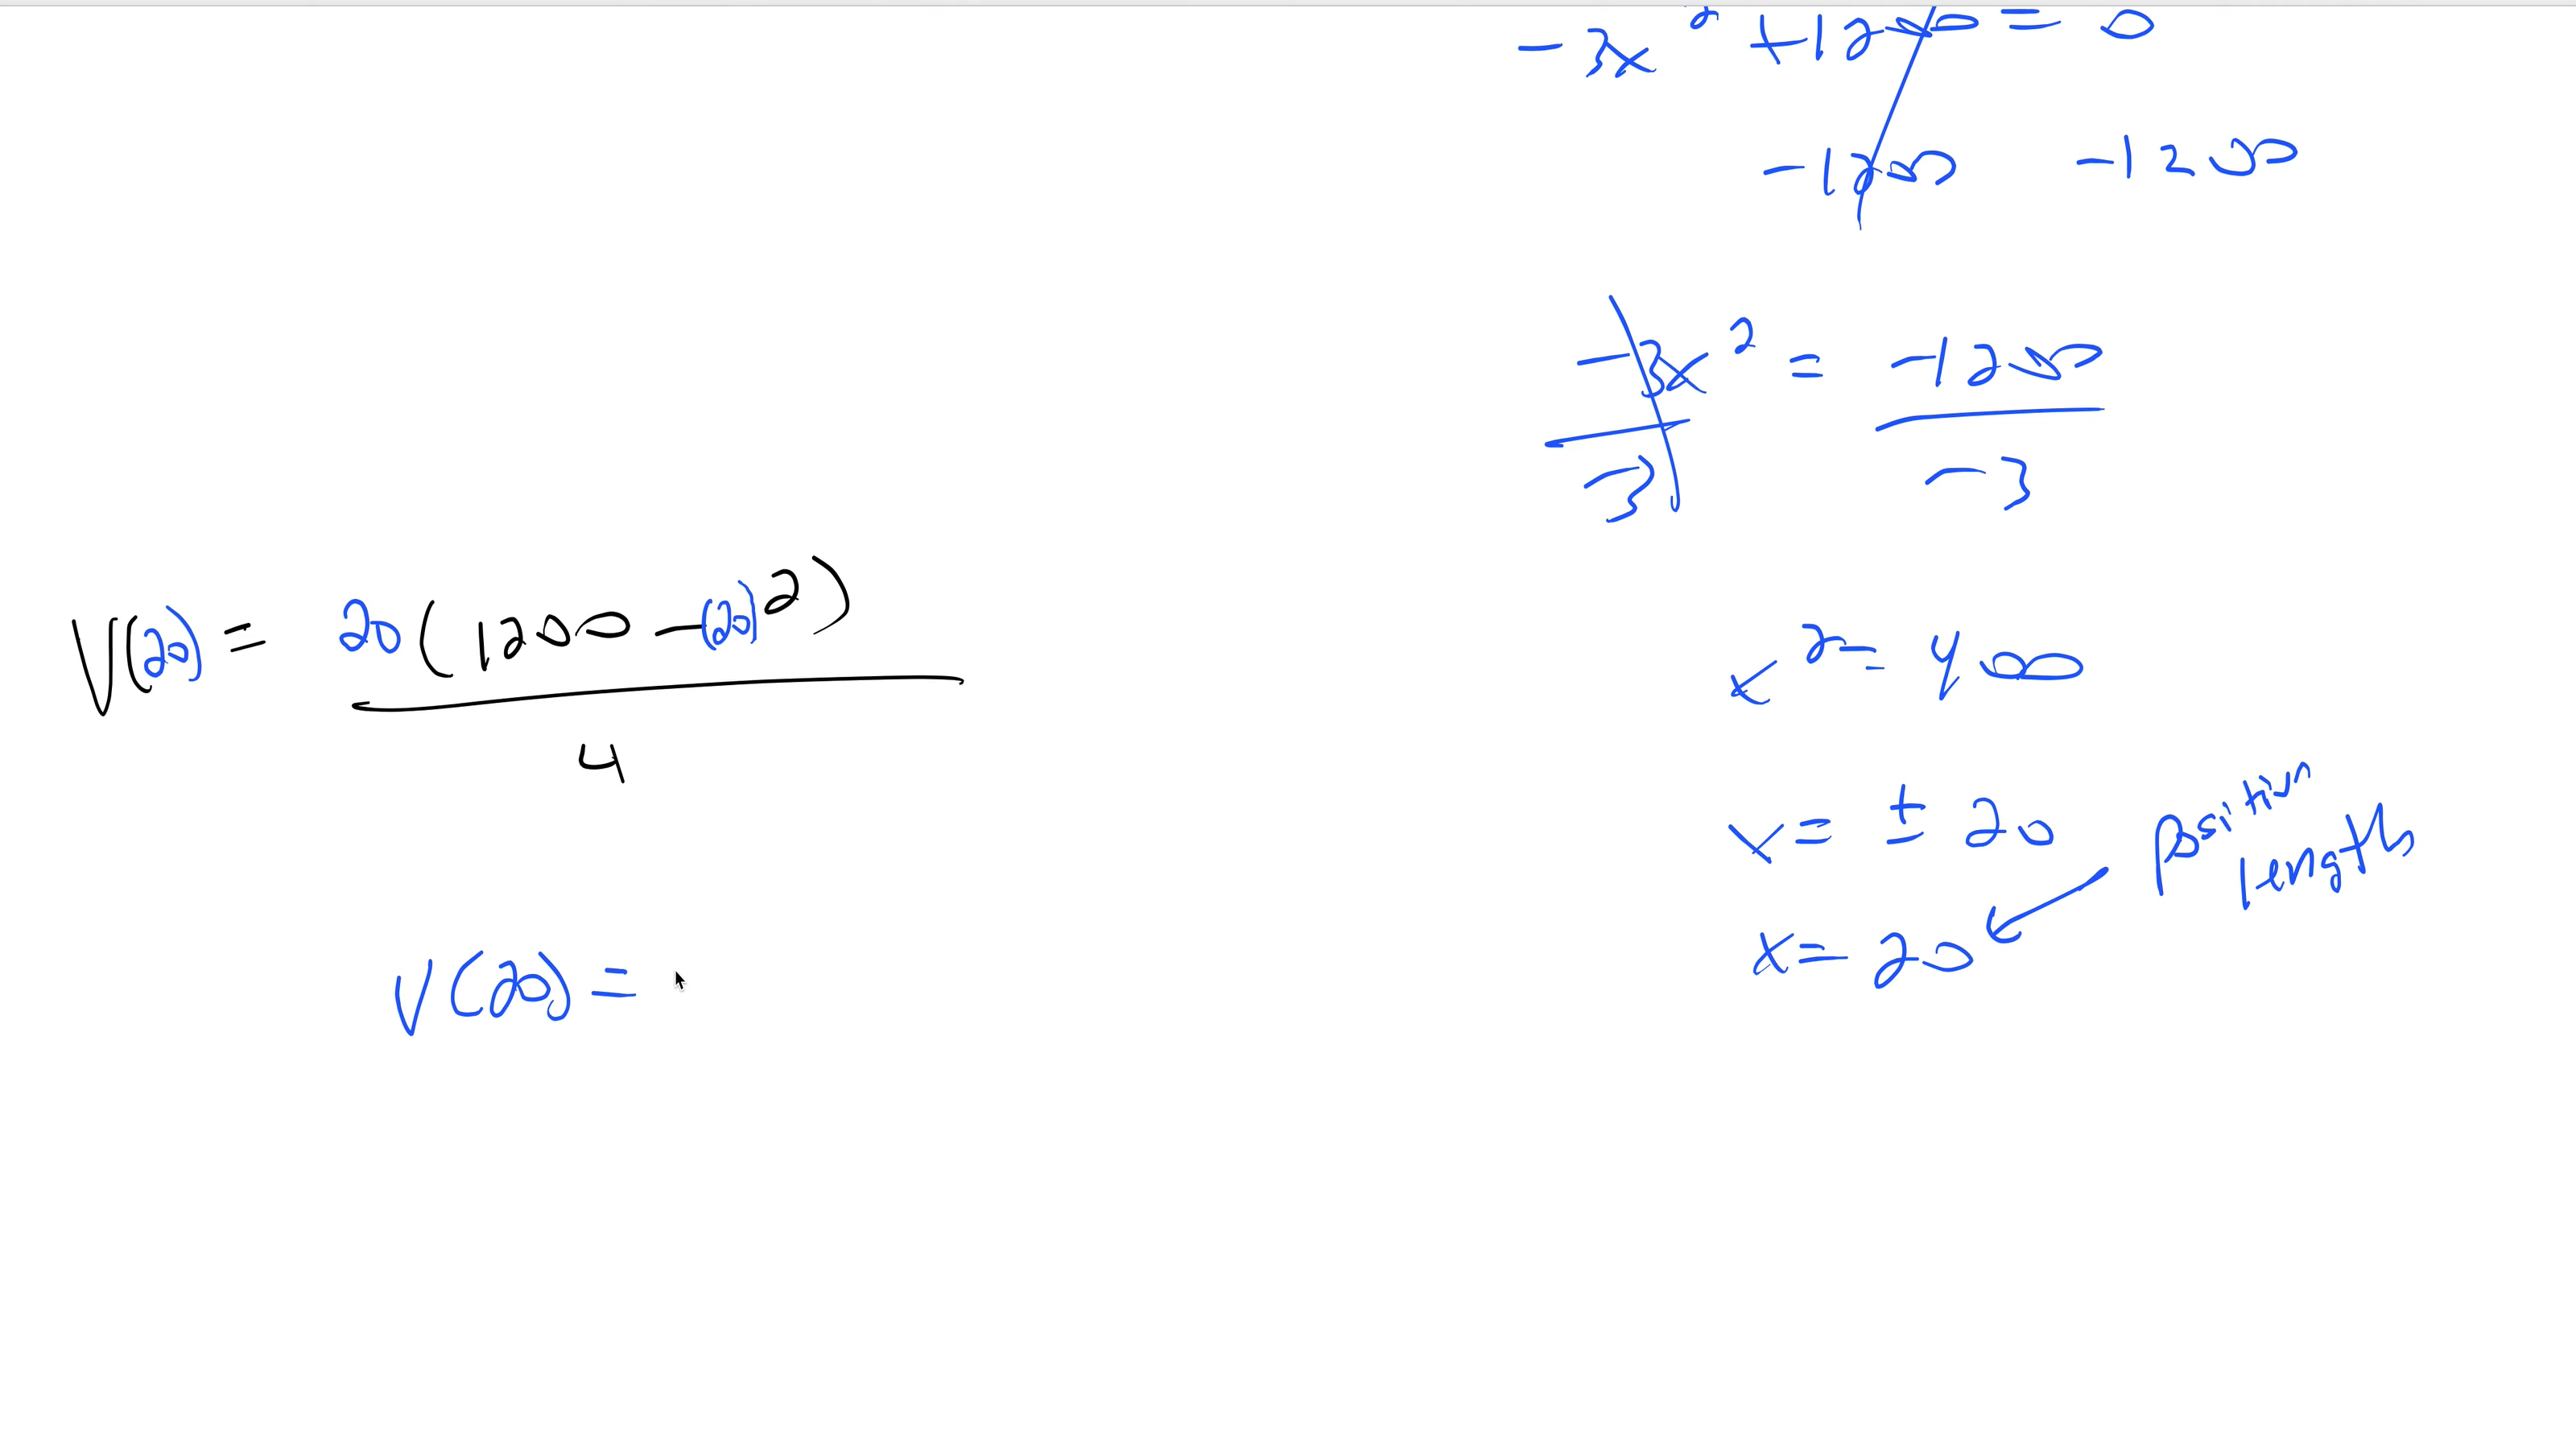 -3x² +1200 = 0
-1200 -1200
-3x² = -1200
-3 -3
V(20) = 20(1200 - (20)²)
4
x² = 400
x = ± 20
positive
length
x = 20
V(20) =